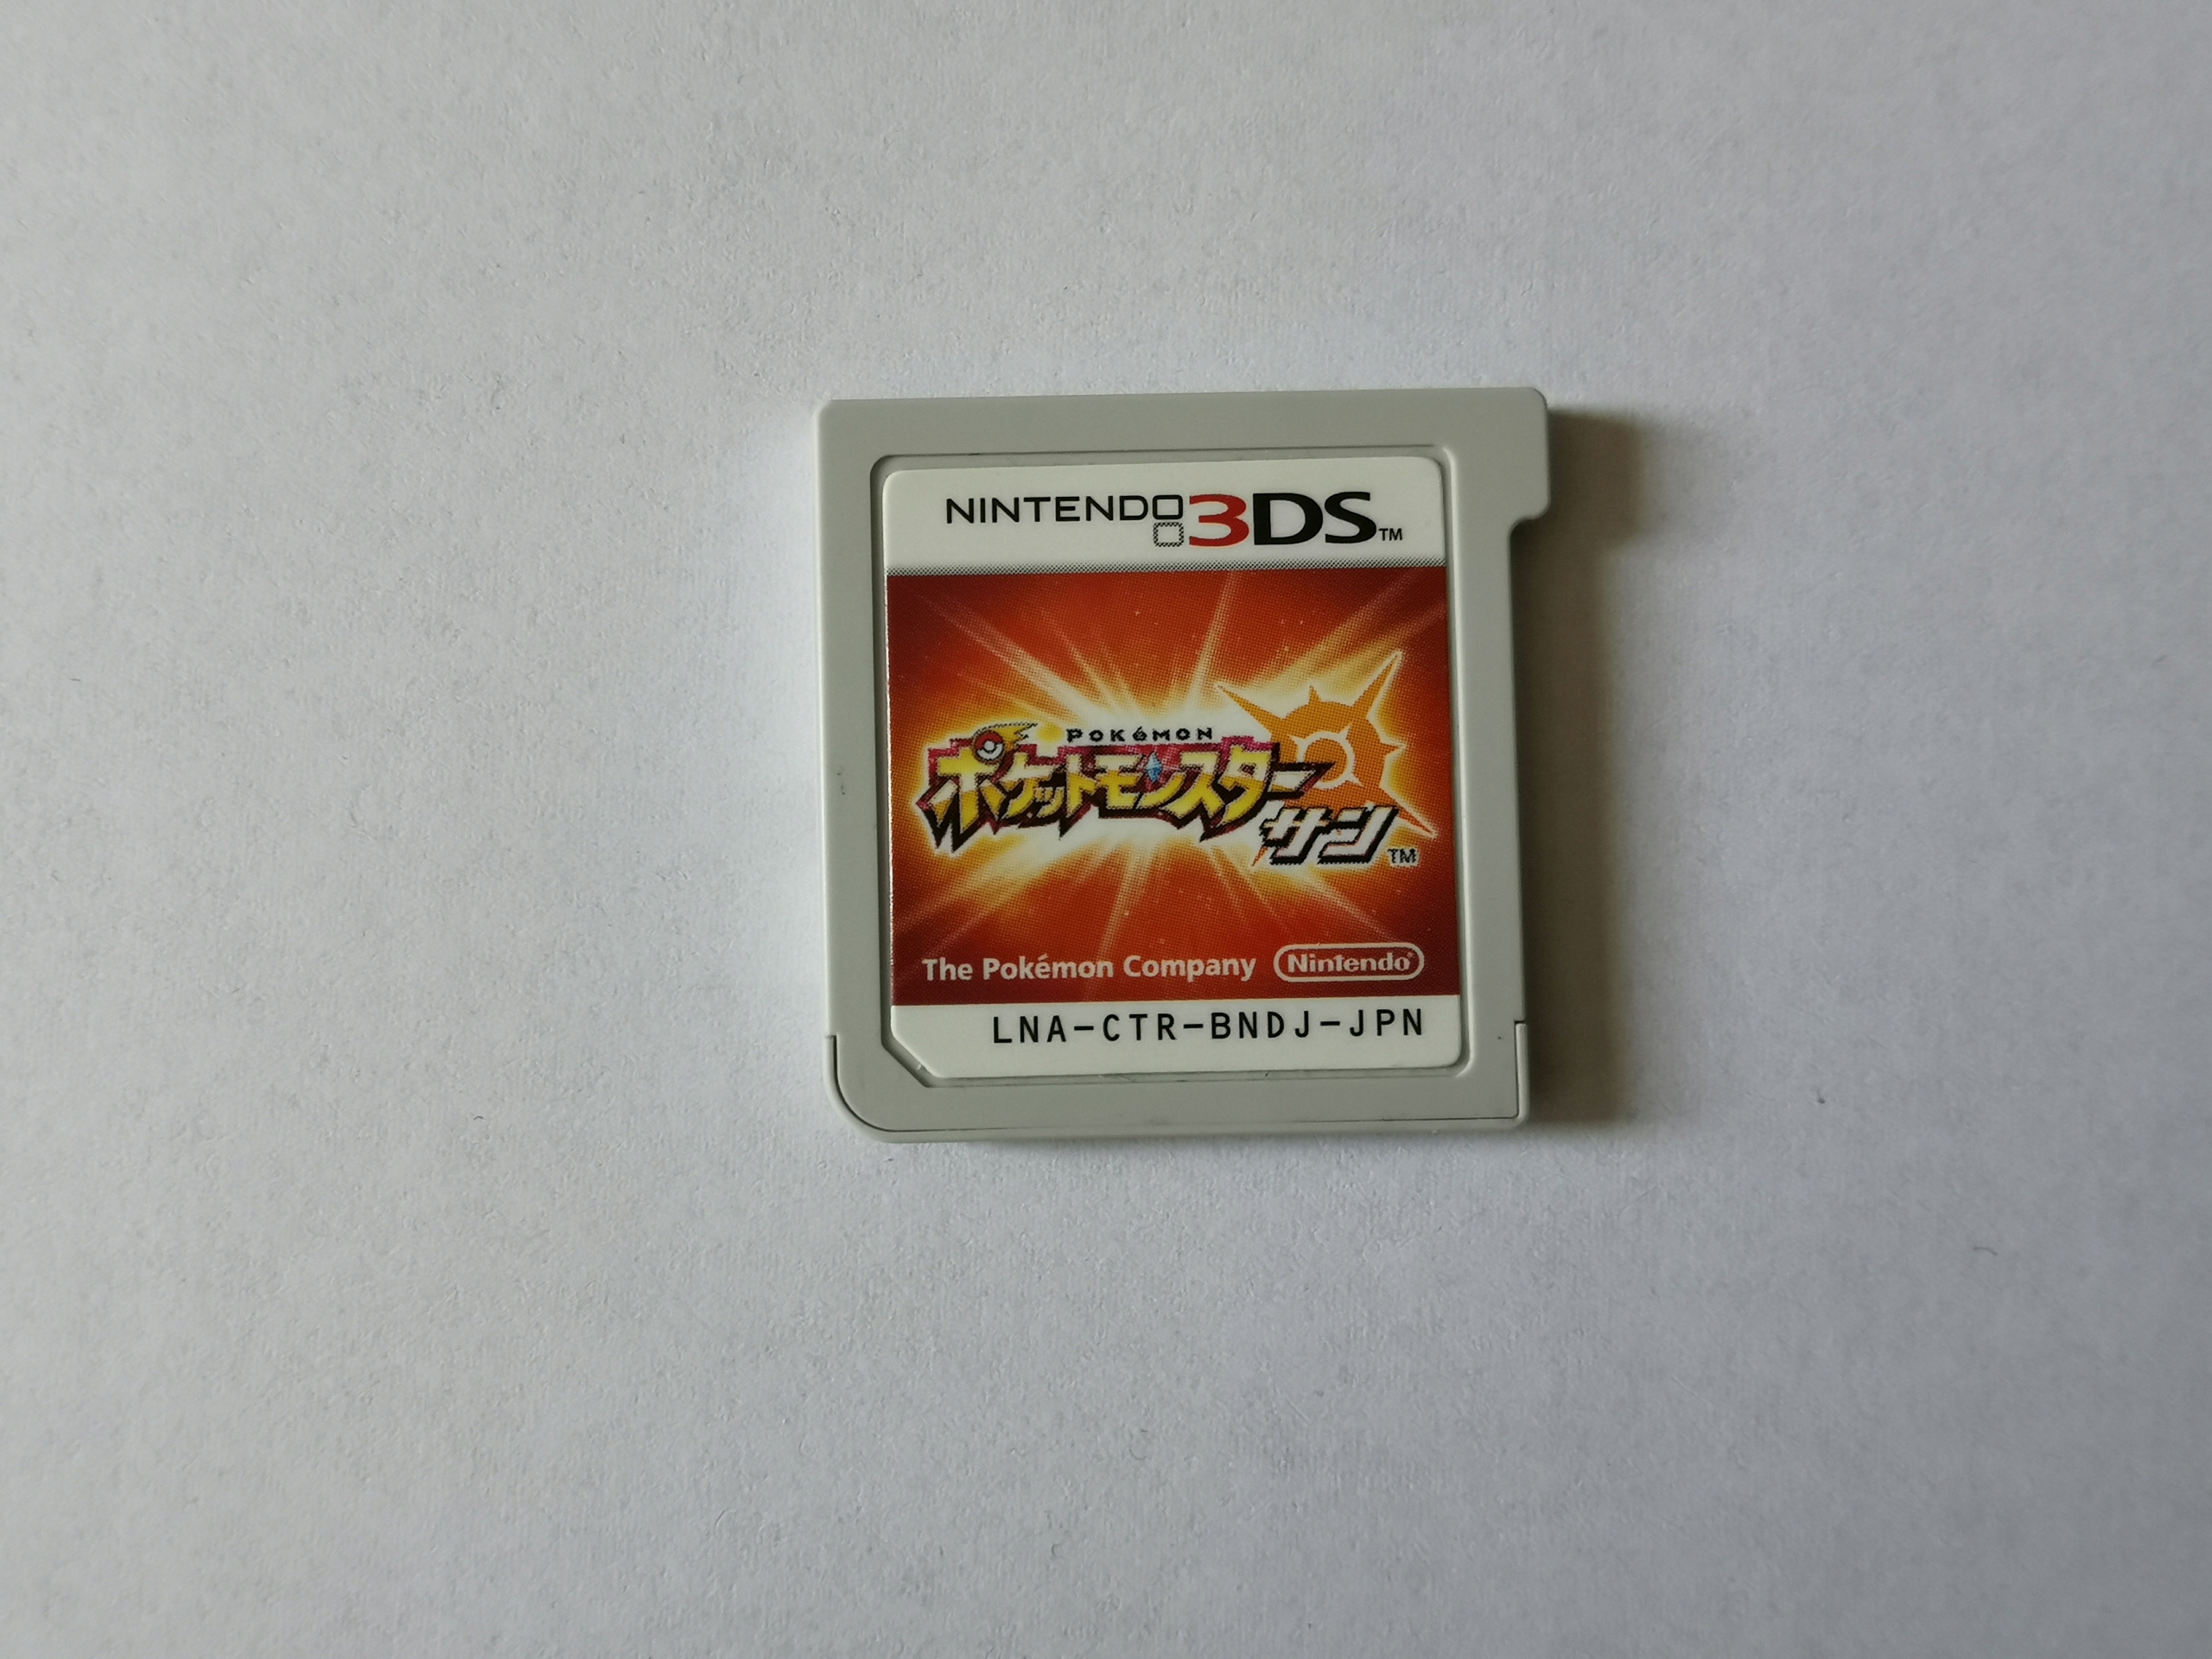 NINTENDO 3DS™
POKéMON
ポケットモンスター
サン™
The Pokémon Company Nintendo®
LNA-CTR-BNDJ-JPN